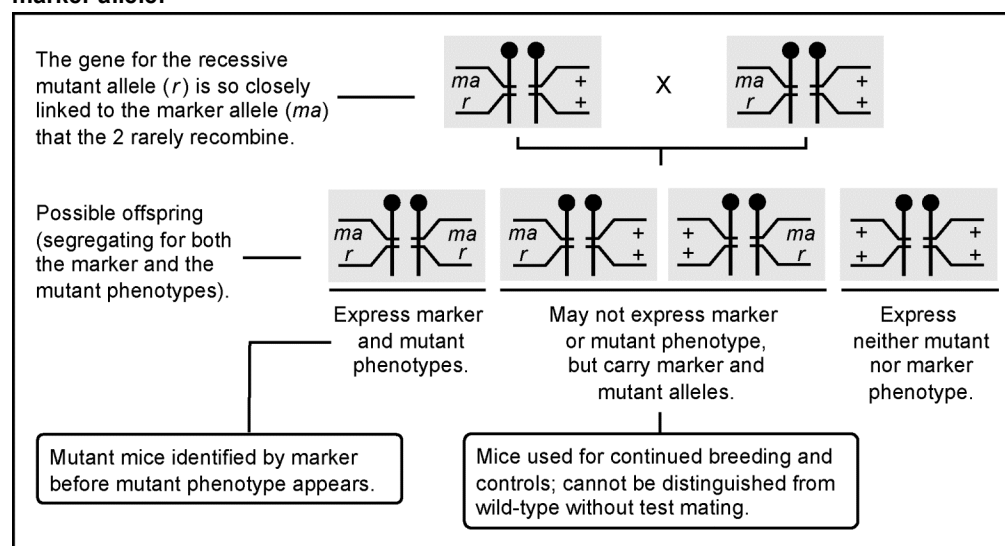 marker allele.
The gene for the recessive
mutant allele (r) is so closely
linked to the marker allele (ma)
that the 2 rarely recombine.
ma + X ma +
r + r +
Possible offspring
(segregating for both
the marker and the
mutant phenotypes).
ma ma ma + + ma + +
r r r + + r + +
Express marker
and mutant
phenotypes.
May not express marker
or mutant phenotype,
but carry marker and
mutant alleles.
Express
neither mutant
nor marker
phenotype.
Mutant mice identified by marker
before mutant phenotype appears.
Mice used for continued breeding and
controls; cannot be distinguished from
wild-type without test mating.